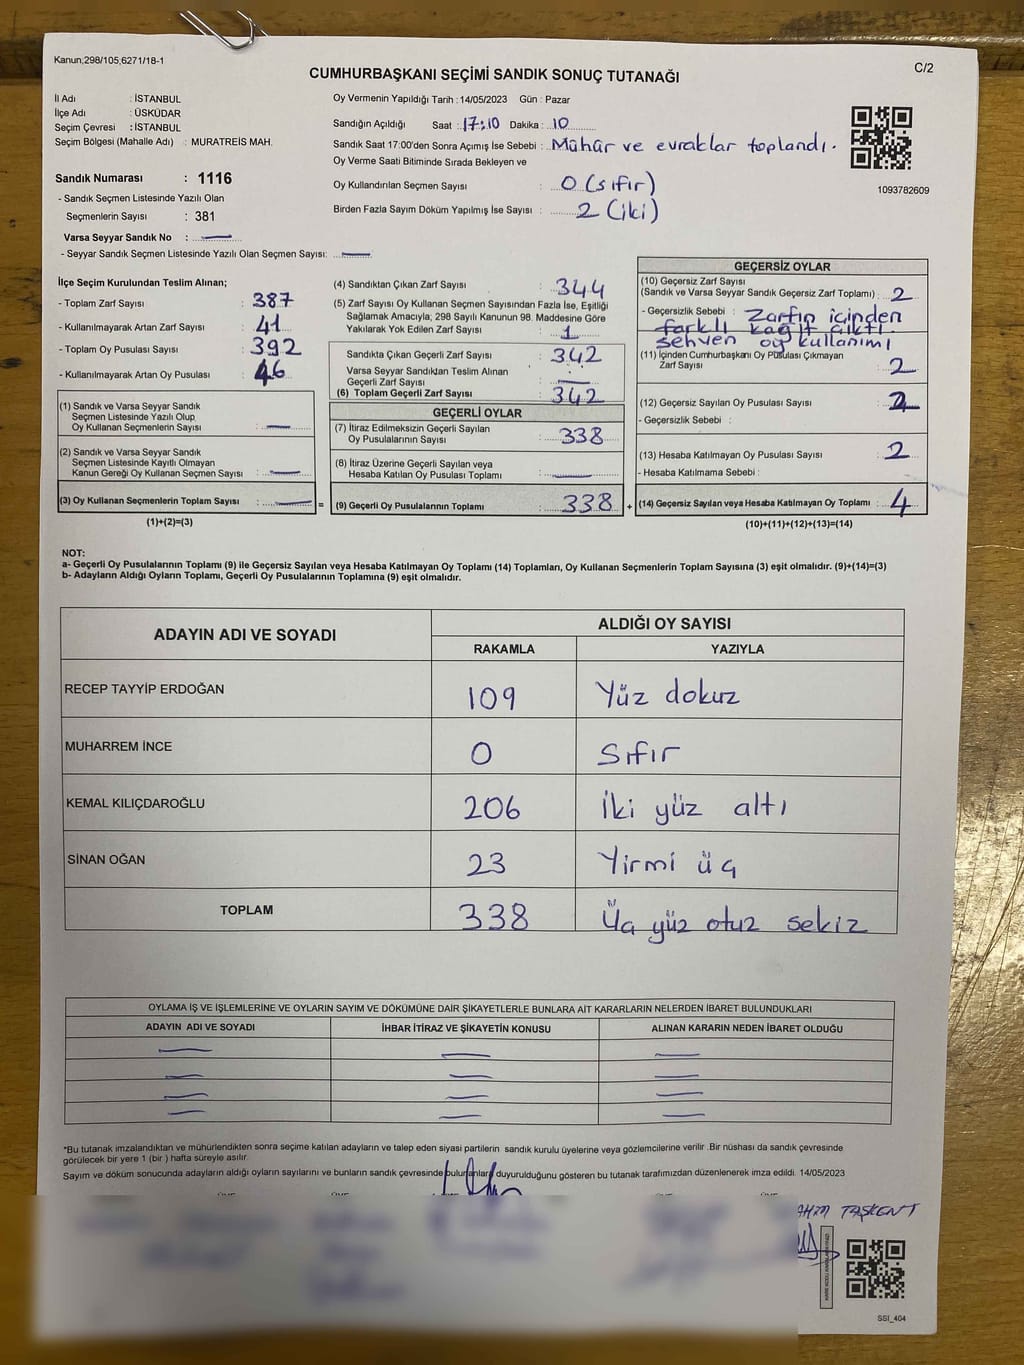 Kanun,298/105,6271/18-1
C/2
CUMHURBAŞKANI SEÇİMİ SANDIK SONUÇ TUTANAĞI
İl Adı : İSTANBUL
İlçe Adı : ÜSKÜDAR
Seçim Çevresi : İSTANBUL
Seçim Bölgesi (Mahalle Adı) : MURATREİS MAH.
Sandık Numarası : 1116
- Sandık Seçmen Listesinde Yazılı Olan
Seçmenlerin Sayısı : 381
Varsa Seyyar Sandık No : —
- Seyyar Sandık Seçmen Listesinde Yazılı Olan Seçmen Sayısı: —
Oy Vermenin Yapıldığı Tarih : 14/05/2023 Gün : Pazar
Sandığın Açıldığı Saat : 17:10 Dakika : 10
Sandık Saat 17:00'den Sonra Açımış İse Sebebi : Mühür ve evraklar toplandı.
Oy Verme Saati Bitiminde Sırada Bekleyen ve
Oy Kullandırılan Seçmen Sayısı : 0 (sıfır)
Birden Fazla Sayım Döküm Yapılmış İse Sayısı : 2 (iki)
1093782609
İlçe Seçim Kurulundan Teslim Alınan;
- Toplam Zarf Sayısı : 387
- Kullanılmayarak Artan Zarf Sayısı : 41
- Toplam Oy Pusulası Sayısı : 392
- Kullanılmayarak Artan Oy Pusulası : 46
(1) Sandık ve Varsa Seyyar Sandık
Seçmen Listesinde Yazılı Olup
Oy Kullanan Seçmenlerin Sayısı : —
(2) Sandık ve Varsa Seyyar Sandık
Seçmen Listesinde Kayıtlı Olmayan
Kanun Gereği Oy Kullanan Seçmen Sayısı : —
(3) Oy Kullanan Seçmenlerin Toplam Sayısı : — =
(1)+(2)=(3)
(4) Sandıktan Çıkan Zarf Sayısı : 344
(5) Zarf Sayısı Oy Kullanan Seçmen Sayısından Fazla İse, Eşitliği
Sağlamak Amacıyla; 298 Sayılı Kanunun 98. Maddesine Göre
Yakılarak Yok Edilen Zarf Sayısı : 1
Sandıkta Çıkan Geçerli Zarf Sayısı : 342
Varsa Seyyar Sandıktan Teslim Alınan
Geçerli Zarf Sayısı : —
(6) Toplam Geçerli Zarf Sayısı : 342
GEÇERLİ OYLAR
(7) İtiraz Edilmeksizin Geçerli Sayılan
Oy Pusulalarının Sayısı : 338
(8) İtiraz Üzerine Geçerli Sayılan veya
Hesaba Katılan Oy Pusulası Toplamı : —
(9) Geçerli Oy Pusulalarının Toplamı : 338 +
GEÇERSİZ OYLAR
(10) Geçersiz Zarf Sayısı
(Sandık ve Varsa Seyyar Sandık Geçersiz Zarf Toplamı) : 2
- Geçersizlik Sebebi : Zarfın içinden
farklı kağıt çıktı
sehven oy kullanımı
(11) İçinden Cumhurbaşkanı Oy Pusulası Çıkmayan
Zarf Sayısı : 2
(12) Geçersiz Sayılan Oy Pusulası Sayısı : 2
- Geçersizlik Sebebi :
(13) Hesaba Katılmayan Oy Pusulası Sayısı : 2
- Hesaba Katılmama Sebebi :
(14) Geçersiz Sayılan veya Hesaba Katılmayan Oy Toplamı : 4
(10)+(11)+(12)+(13)=(14)
NOT:
a- Geçerli Oy Pusulalarının Toplamı (9) ile Geçersiz Sayılan veya Hesaba Katılmayan Oy Toplamı (14) Toplamları, Oy Kullanan Seçmenlerin Toplam Sayısına (3) eşit olmalıdır. (9)+(14)=(3)
b- Adayların Aldığı Oyların Toplamı, Geçerli Oy Pusulalarının Toplamına (9) eşit olmalıdır.
ADAYIN ADI VE SOYADI ALDIĞI OY SAYISI
RAKAMLA YAZIYLA
RECEP TAYYİP ERDOĞAN 109 Yüz dokuz
MUHARREM İNCE 0 Sıfır
KEMAL KILIÇDAROĞLU 206 İki yüz altı
SİNAN OĞAN 23 Yirmi üç
TOPLAM 338 Üç yüz otuz sekiz
OYLAMA İŞ VE İŞLEMLERİNE VE OYLARIN SAYIM VE DÖKÜMÜNE DAİR ŞİKAYETLERLE BUNLARA AİT KARARLARIN NELERDEN İBARET BULUNDUKLARI
ADAYIN ADI VE SOYADI İHBAR İTİRAZ VE ŞİKAYETİN KONUSU ALINAN KARARIN NEDEN İBARET OLDUĞU
— — —
— — —
— — —
— — —
*Bu tutanak imzalandıktan ve mühürlendikten sonra seçime katılan adayların ve talep eden siyasi partilerin sandık kurulu üyelerine veya gözlemcilerine verilir .Bir nüshası da sandık çevresinde
görülecek bir yere 1 (bir ) hafta süreyle asılır.
Sayım ve döküm sonucunda adayların aldığı oyların sayılarını ve bunların sandık çevresinde bulunanlara duyurulduğunu gösteren bu tutanak tarafımızdan düzenlenerek imza edildi. 14/05/2023
TAŞKENT
SSI_404